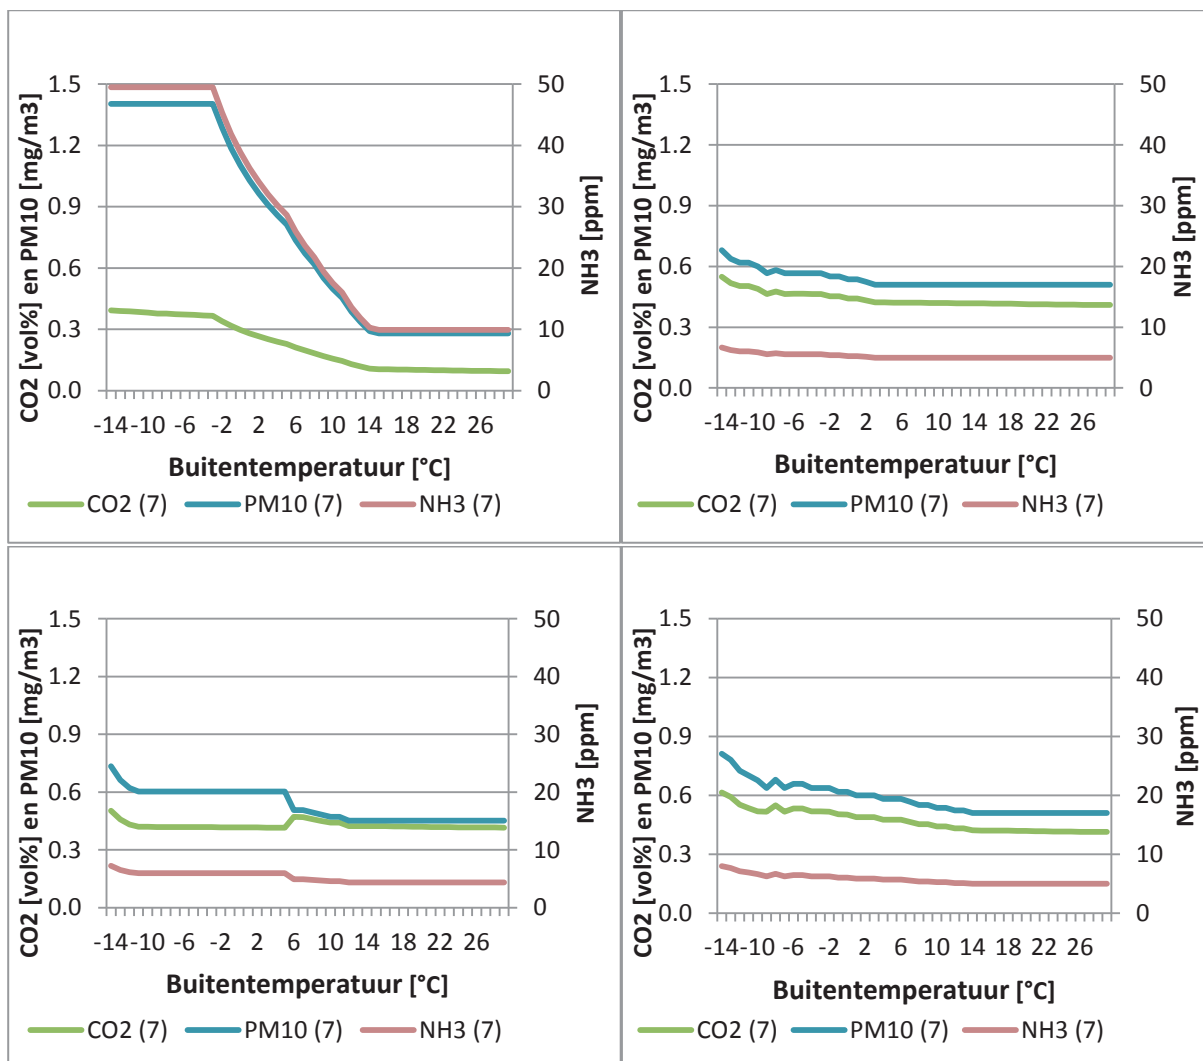 CO2 [vol%] en PM10 [mg/m3]
1.5
1.2
0.9
0.6
0.3
0.0
50
40
30
20
10
0
NH3 [ppm]
-14 -10 -6 -2 2 6 10 14 18 22 26
Buitentemperatuur [°C]
CO2 (7) PM10 (7) NH3 (7)
CO2 [vol%] en PM10 [mg/m3]
1.5
1.2
0.9
0.6
0.3
0.0
50
40
30
20
10
0
NH3 [ppm]
-14 -10 -6 -2 2 6 10 14 18 22 26
Buitentemperatuur [°C]
CO2 (7) PM10 (7) NH3 (7)
CO2 [vol%] en PM10 [mg/m3]
1.5
1.2
0.9
0.6
0.3
0.0
50
40
30
20
10
0
NH3 [ppm]
-14 -10 -6 -2 2 6 10 14 18 22 26
Buitentemperatuur [°C]
CO2 (7) PM10 (7) NH3 (7)
CO2 [vol%] en PM10 [mg/m3]
1.5
1.2
0.9
0.6
0.3
0.0
50
40
30
20
10
0
NH3 [ppm]
-14 -10 -6 -2 2 6 10 14 18 22 26
Buitentemperatuur [°C]
CO2 (7) PM10 (7) NH3 (7)